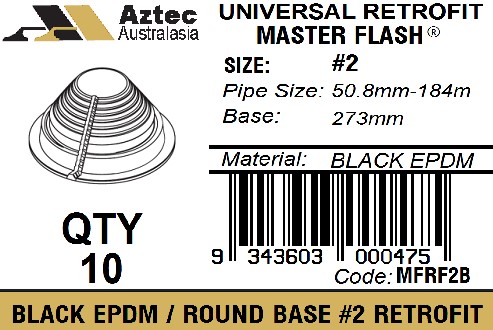 Aztec
Australasia
UNIVERSAL RETROFIT
MASTER FLASH®
SIZE: #2
Pipe Size: 50.8mm-184m
Base: 273mm
Material: BLACK EPDM
QTY
10
9 343603 000475
Code: MFRF2B
BLACK EPDM / ROUND BASE #2 RETROFIT